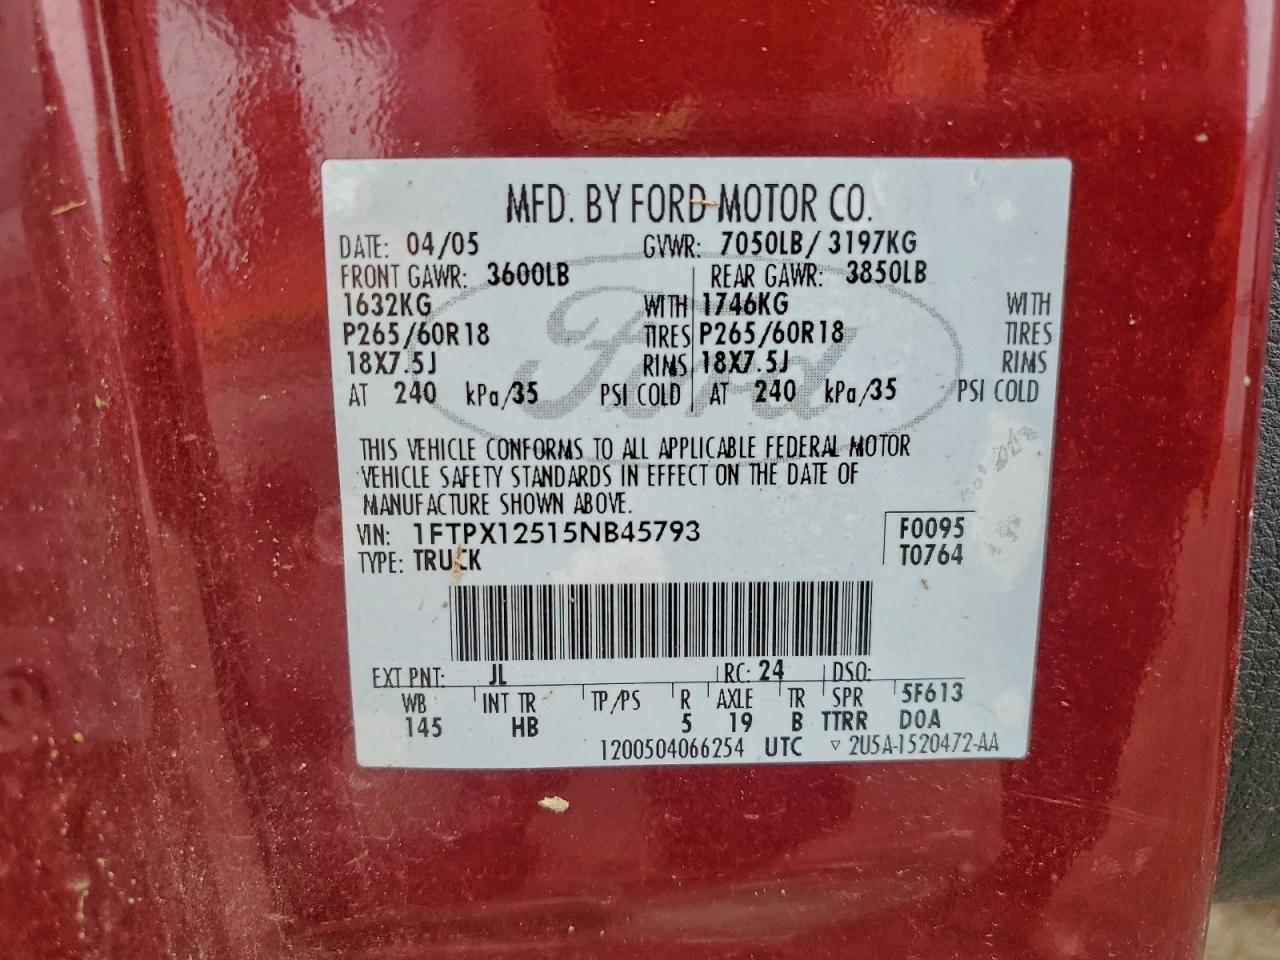 MFD. BY FORD MOTOR CO.
DATE: 04/05 GVWR: 7050LB/ 3197KG
FRONT GAWR: 3600LB REAR GAWR: 3850LB
1632KG WITH 1746KG WITH
P265/60R18 TIRES P265/60R18 TIRES
18X7.5J RIMS 18X7.5J RIMS
AT 240 kPa/35 PSI COLD AT 240 kPa/35 PSI COLD
Ford
THIS VEHICLE CONFORMS TO ALL APPLICABLE FEDERAL MOTOR
VEHICLE SAFETY STANDARDS IN EFFECT ON THE DATE OF
MANUFACTURE SHOWN ABOVE.
VIN: 1FTPX12515NB45793 F0095
TYPE: TRUCK T0764
EXT PNT: JL RC: 24 DSO:
WB INT TR TP/PS R AXLE TR SPR 5F613
145 HB 5 19 B TTRR D0A
1200504066254 UTC ▽ 2U5A-1520472-AA